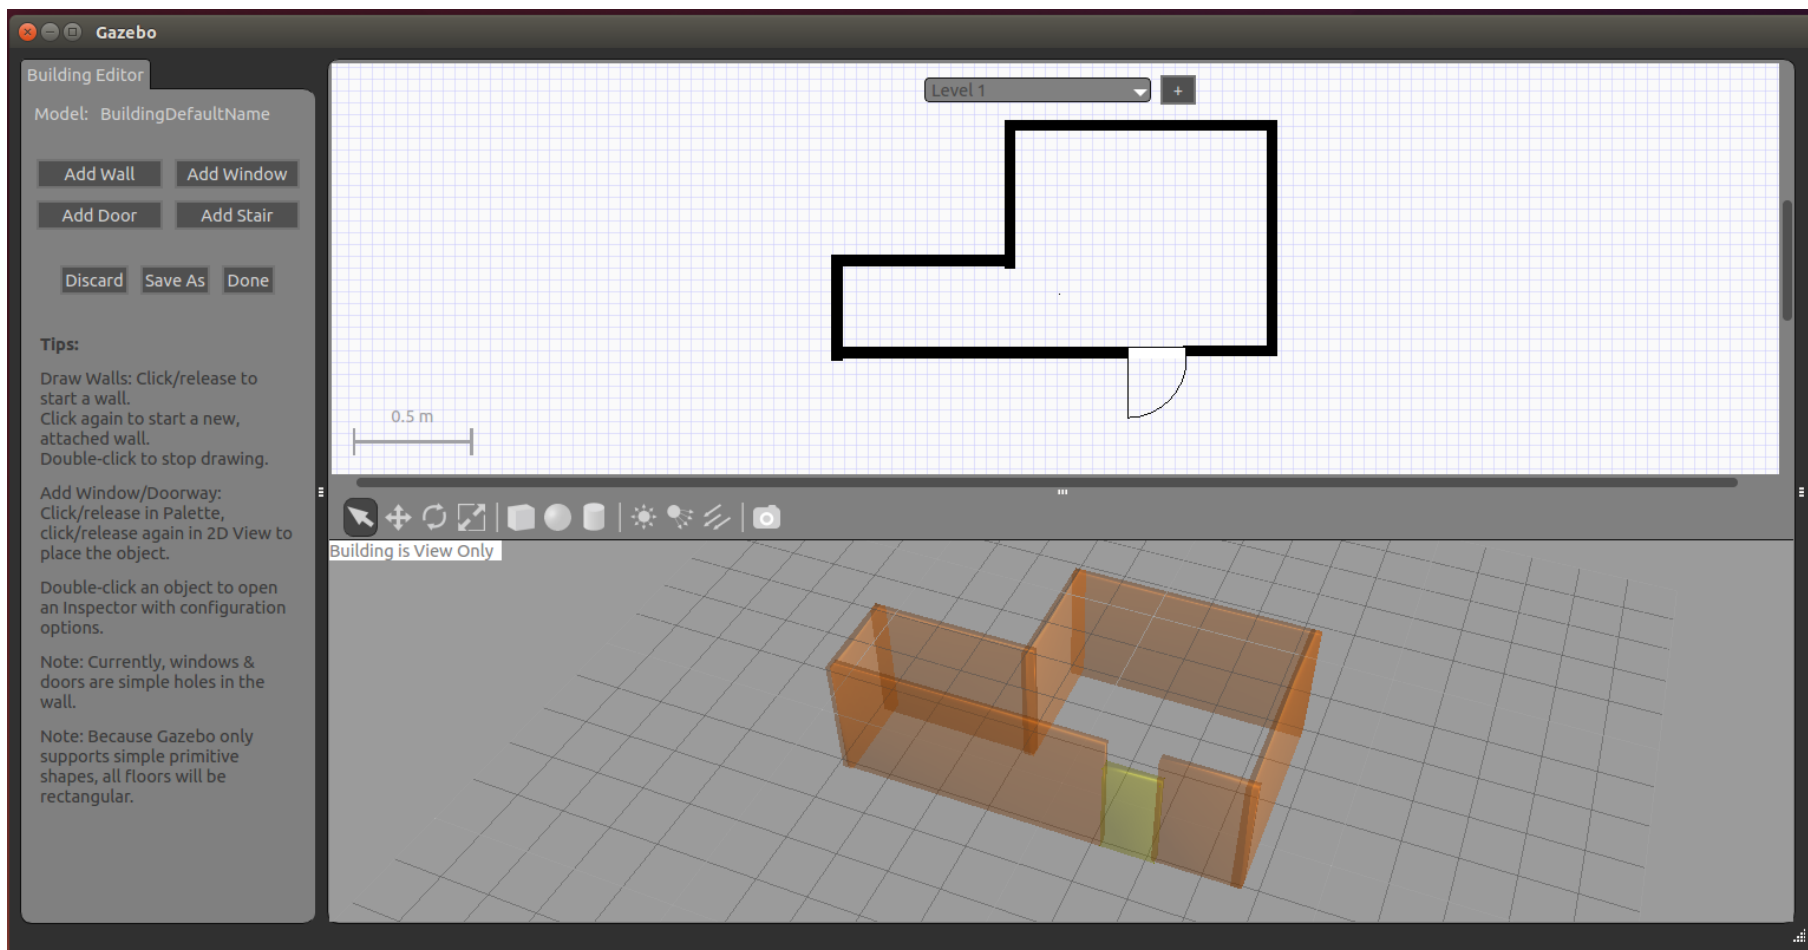 Gazebo
Building Editor
Model: BuildingDefaultName
Add Wall
Add Window
Add Door
Add Stair
Discard
Save As
Done
Tips:
Draw Walls: Click/release to
start a wall.
Click again to start a new,
attached wall.
Double-click to stop drawing.
Add Window/Doorway:
Click/release in Palette,
click/release again in 2D View to
place the object.
Double-click an object to open
an Inspector with configuration
options.
Note: Currently, windows &
doors are simple holes in the
wall.
Note: Because Gazebo only
supports simple primitive
shapes, all floors will be
rectangular.
Level 1
+
0.5 m
Building is View Only